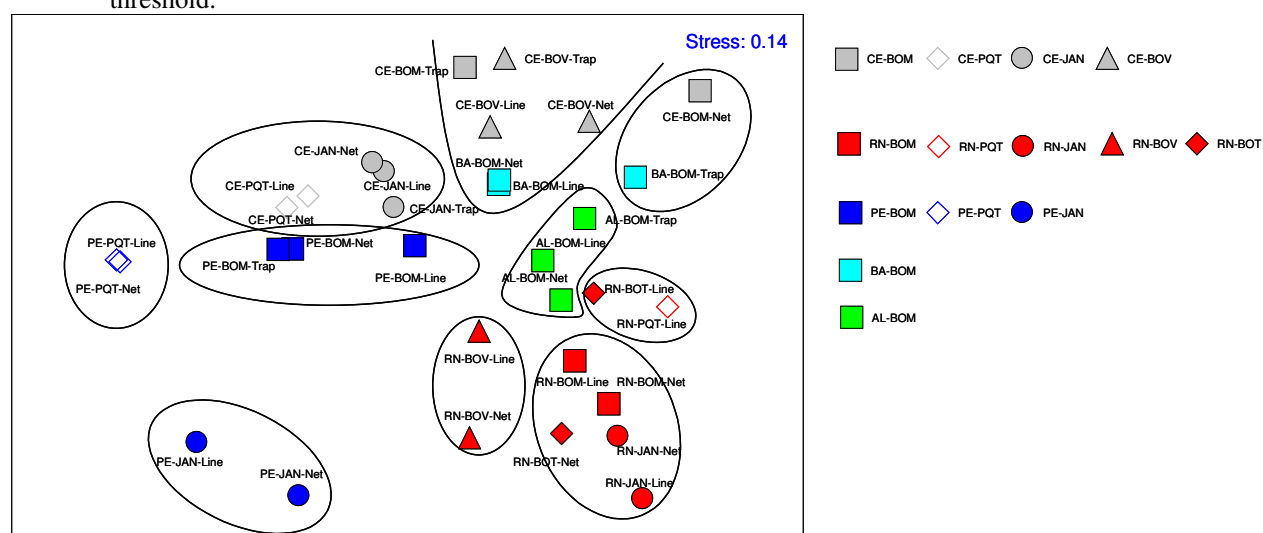 threshold.
Stress: 0.14
CE-BOV-Trap
CE-BOM-Trap
CE-BOV-Line
CE-BOV-Net
CE-BOM-Net
CE-JAN-Net
BA-BOM-Net
BA-BOM-Trap
CE-PQT-Line
CE-JAN-Line
BA-BOM-Line
CE-JAN-Trap
CE-PQT-Net
AL-BOM-Trap
PE-PQT-Line
PE-BOM-Net
AL-BOM-Line
PE-BOM-Trap
PE-BOM-Line
AL-BOM-Net
PE-PQT-Net
RN-BOT-Line
RN-PQT-Line
RN-BOV-Line
RN-BOM-Line
RN-BOM-Net
RN-BOV-Net
RN-JAN-Net
PE-JAN-Line
RN-BOT-Net
PE-JAN-Net
RN-JAN-Line
CE-BOM CE-PQT CE-JAN CE-BOV
RN-BOM RN-PQT RN-JAN RN-BOV RN-BOT
PE-BOM PE-PQT PE-JAN
BA-BOM
AL-BOM